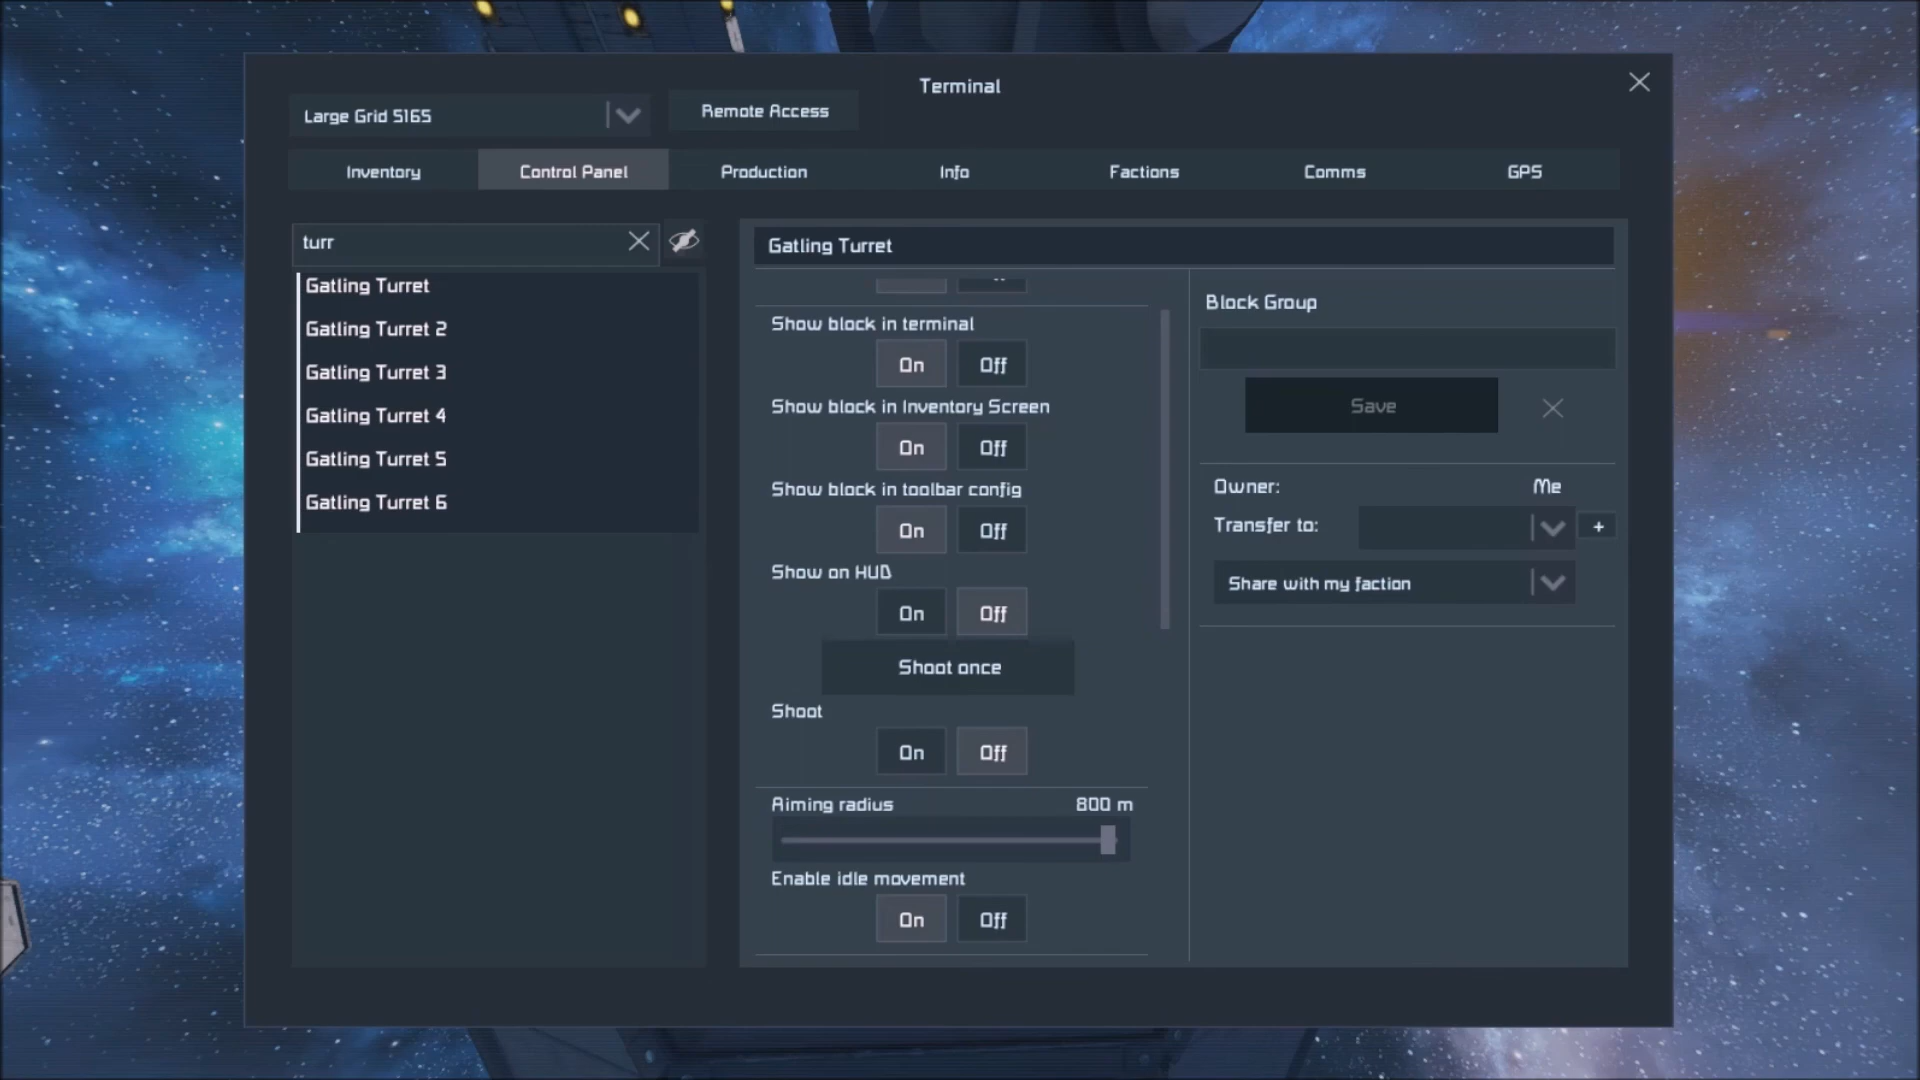 Terminal
Large Grid 5165
Remote Access
Inventory
Control Panel
Production
Info
Factions
Comms
GPS
turr
Gatling Turret
Gatling Turret 2
Gatling Turret 3
Gatling Turret 4
Gatling Turret 5
Gatling Turret 6
Gatling Turret
Show block in terminal
On Off
Show block in Inventory Screen
On Off
Show block in toolbar config
On Off
Show on HUD
On Off
Shoot once
Shoot
On Off
Aiming radius 800 m
Enable idle movement
On Off
Block Group
Save
Owner: Me
Transfer to: +
Share with my faction